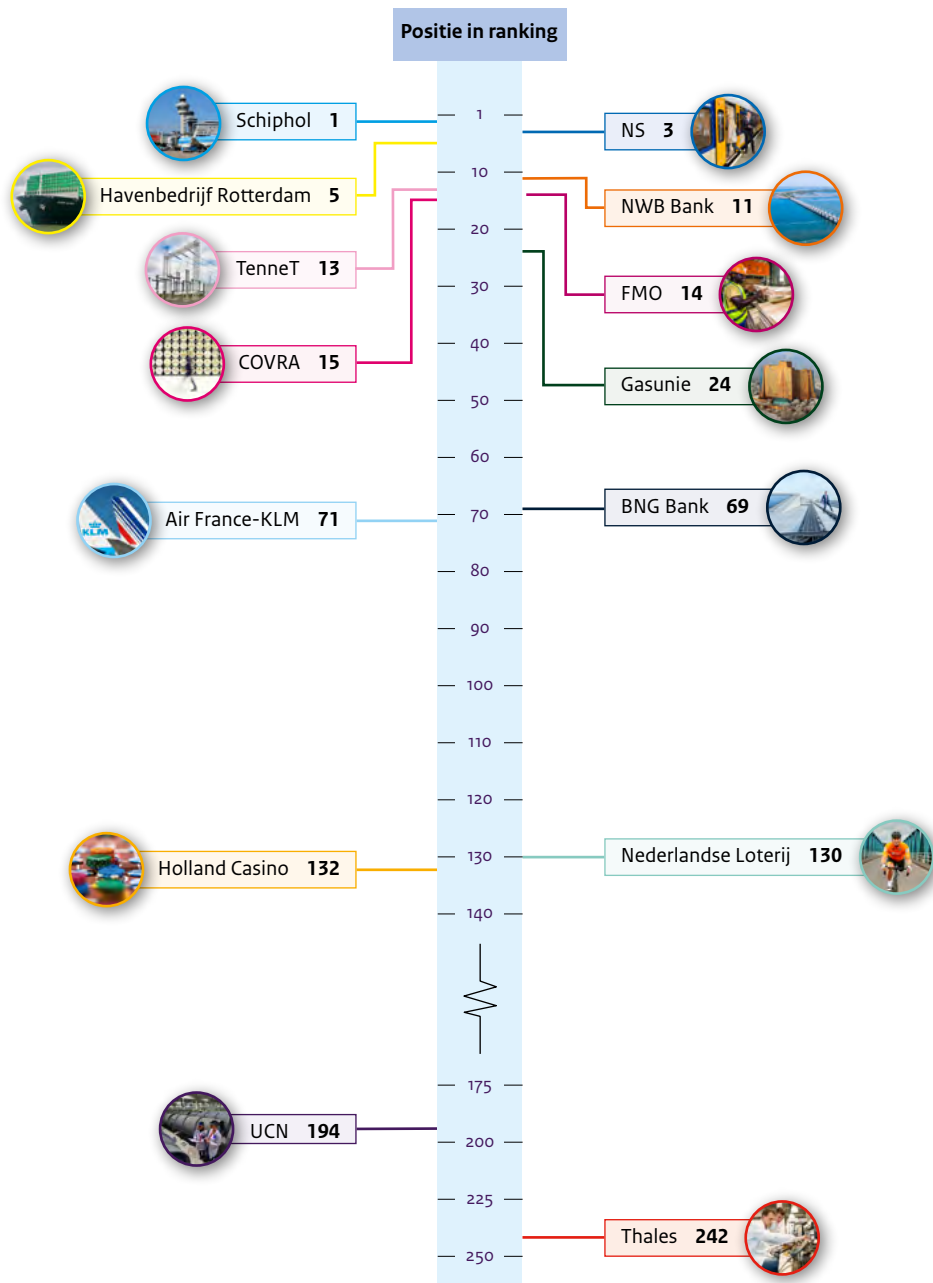 Positie in ranking
Schiphol 1
NS 3
Havenbedrijf Rotterdam 5
NWB Bank 11
TenneT 13
FMO 14
COVRA 15
Gasunie 24
Air France-KLM 71
KLM
BNG Bank 69
Holland Casino 132
Nederlandse Loterij 130
UCN 194
Thales 242
1
10
20
30
40
50
60
70
80
90
100
110
120
130
140
175
200
225
250